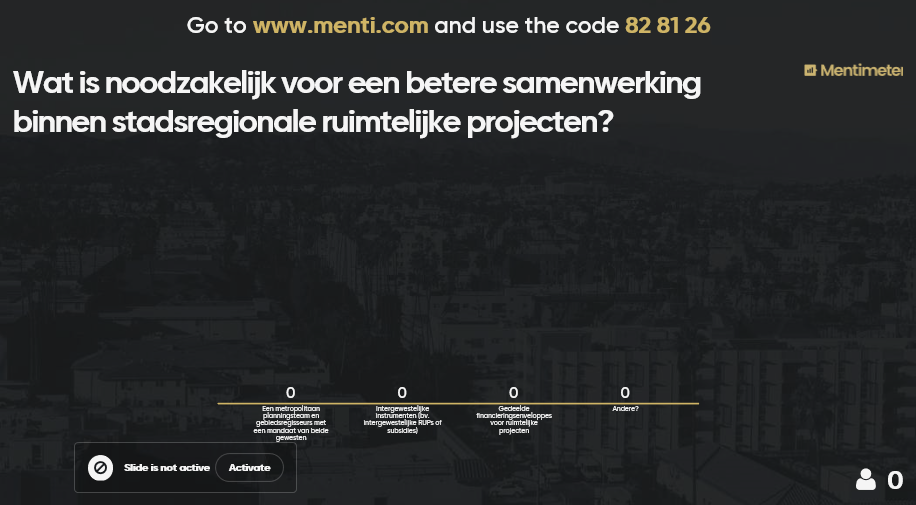 Go to www.menti.com and use the code 82 81 26
Mentimeter
Wat is noodzakelijk voor een betere samenwerking
binnen stadsregionale ruimtelijke projecten?
0
0
0
0
Een metropolitaan
planningsteam en
gebiedsregisseurs met
een mandaat van beide
gewesten
Intergewestelijke
instrumenten (bv.
intergewestelijke RUPs of
subsidies)
Gedeelde
financieringsenveloppes
voor ruimtelijke
projecten
Andere?
Slide is not active
Activate
0